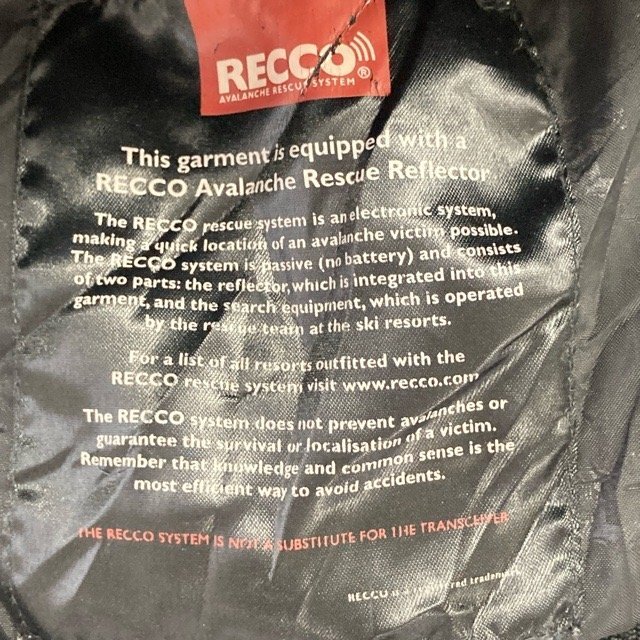 RECCO®
AVALANCHE RESCUE SYSTEM
This garment is equipped with a
RECCO Avalanche Rescue Reflector
The RECCO rescue system is an electronic system,
making a quick location of an avalanche victim possible.
The RECCO system is passive (no battery) and consists
of two parts: the reflector, which is integrated into this
garment, and the search equipment, which is operated
by the rescue team at the ski resorts.
For a list of all resorts outfitted with the
RECCO rescue system visit www.recco.com
The RECCO system does not prevent avalanches or
guarantee the survival or localisation of a victim.
Remember that knowledge and common sense is the
most efficient way to avoid accidents.
THE RECCO SYSTEM IS NOT A SUBSTITUTE FOR THE TRANSCEIVER
RECCO is a registered trademark